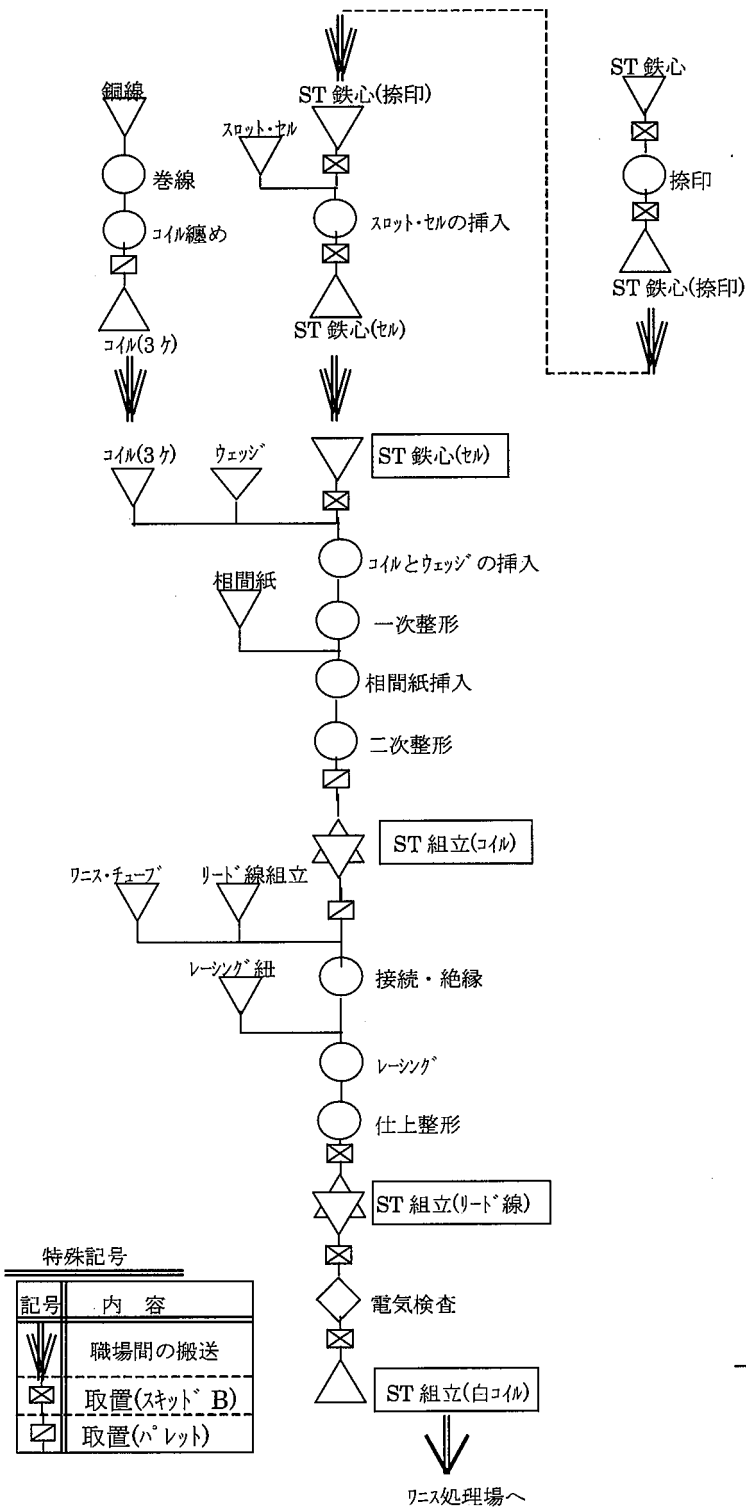 ST 鉄心(捺印)
ST 鉄心
銅線
スロット・セル
巻線
捺印
コイル纏め
スロット・セルの挿入
ST 鉄心(捺印)
コイル(3ケ)
ST 鉄心(セル)
コイル(3ケ)
ウェッジ
ST 鉄心(セル)
コイルとウェッジの挿入
相間紙
一次整形
相間紙挿入
二次整形
ST 組立(コイル)
ワニス・チューブ
リード線組立
接続・絶縁
レーシング紐
レーシング
仕上整形
ST 組立(リード線)
電気検査
ST 組立(白コイル)
ワニス処理場へ
特殊記号
記号 内 容
職場間の搬送
取置(スキッド B)
取置(パレット)